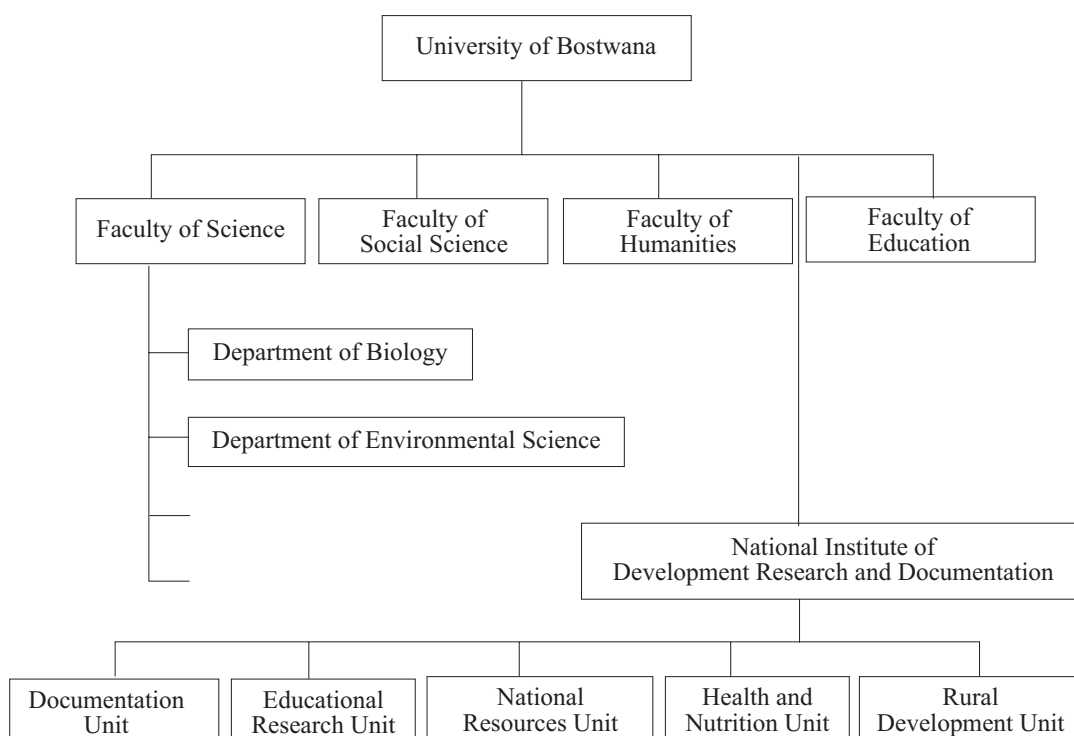 University of Bostwana
Faculty of Science
Faculty of
Social Science
Faculty of
Humanities
Faculty of
Education
Department of Biology
Department of Environmental Science
National Institute of
Development Research and Documentation
Documentation
Unit
Educational
Research Unit
National
Resources Unit
Health and
Nutrition Unit
Rural
Development Unit